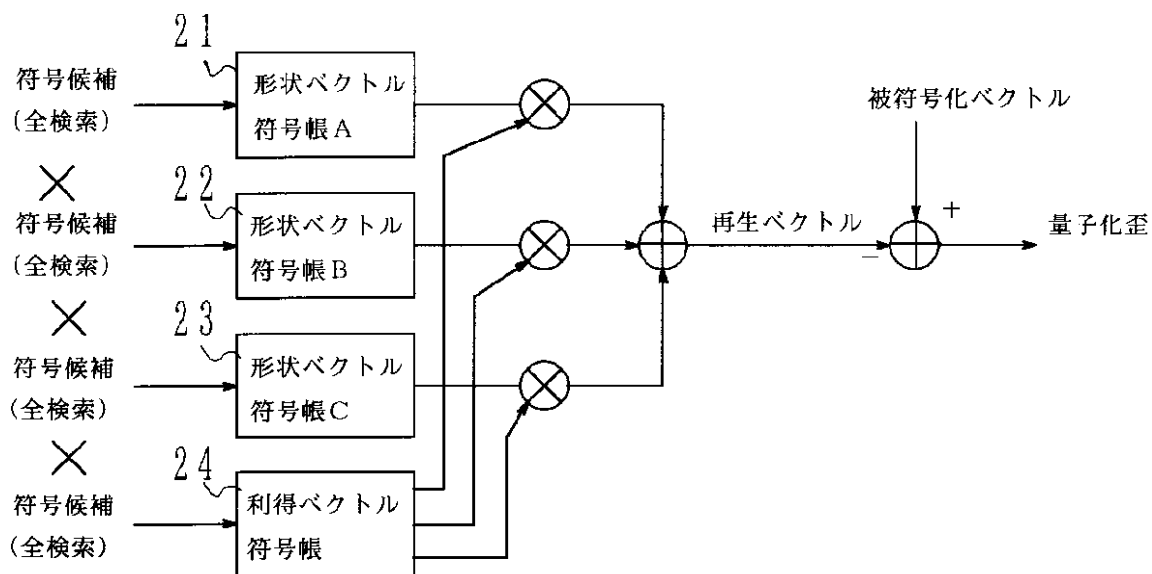 21
符号候補
(全検索)
形状ベクトル
符号帳A
被符号化ベクトル
×
22
符号候補
(全検索)
形状ベクトル
符号帳B
再生ベクトル
+
−
量子化歪
×
23
符号候補
(全検索)
形状ベクトル
符号帳C
×
24
符号候補
(全検索)
利得ベクトル
符号帳